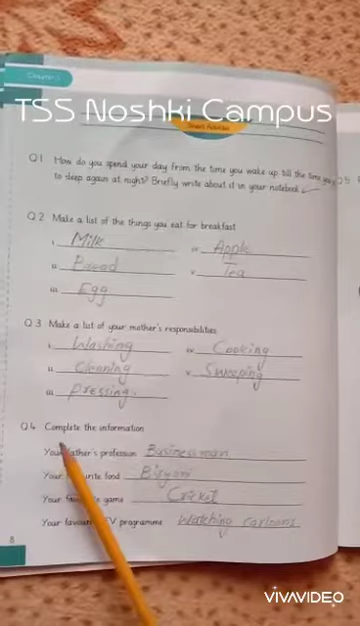 TSS Noshki Campus
Q1 How do you spend your day from the time you wake up till the time you
to sleep again at night? Briefly write about it in your notebook.
Q2 Make a list of the things you eat for breakfast
i. Milk iv. Apple
ii. Bread v. Tea
iii. Egg
Q3 Make a list of your mother's responsibilities.
i. Washing iv. Cooking
ii. Cleaning v. Sweeping
iii. Pressing.
Q4 Complete the information
Your father's profession Businessman
Your favourite food Biryani
Your favourite game Cricket
Your favourite TV programme Watching cartoons
8
VIVAVIDEO